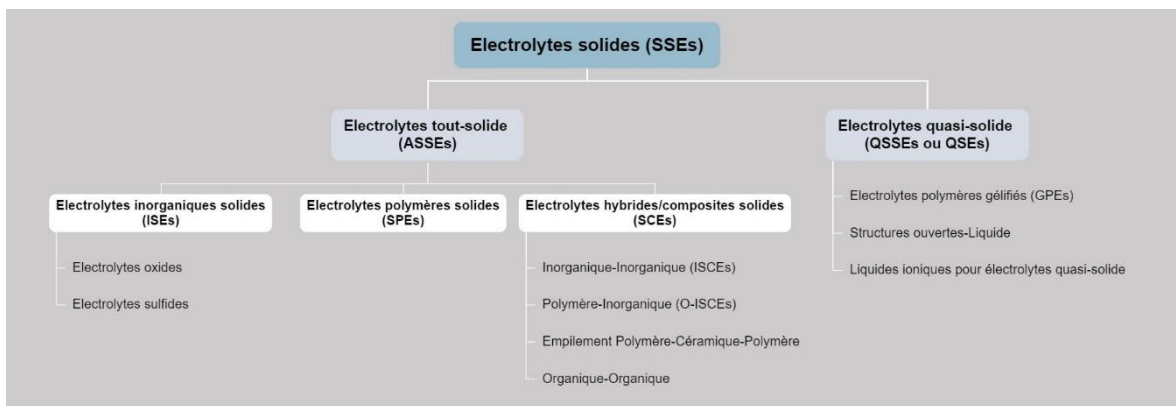 Electrolytes solides (SSEs)
Electrolytes tout-solide
(ASSEs)
Electrolytes quasi-solide
(QSSEs ou QSEs)
Electrolytes inorganiques solides
(ISEs)
Electrolytes polymères solides
(SPEs)
Electrolytes hybrides/composites solides
(SCEs)
Electrolytes oxides
Electrolytes sulfides
Inorganique-Inorganique (ISCEs)
Polymère-Inorganique (O-ISCEs)
Empilement Polymère-Céramique-Polymère
Organique-Organique
Electrolytes polymères gélifiés (GPEs)
Structures ouvertes-Liquide
Liquides ioniques pour électrolytes quasi-solide